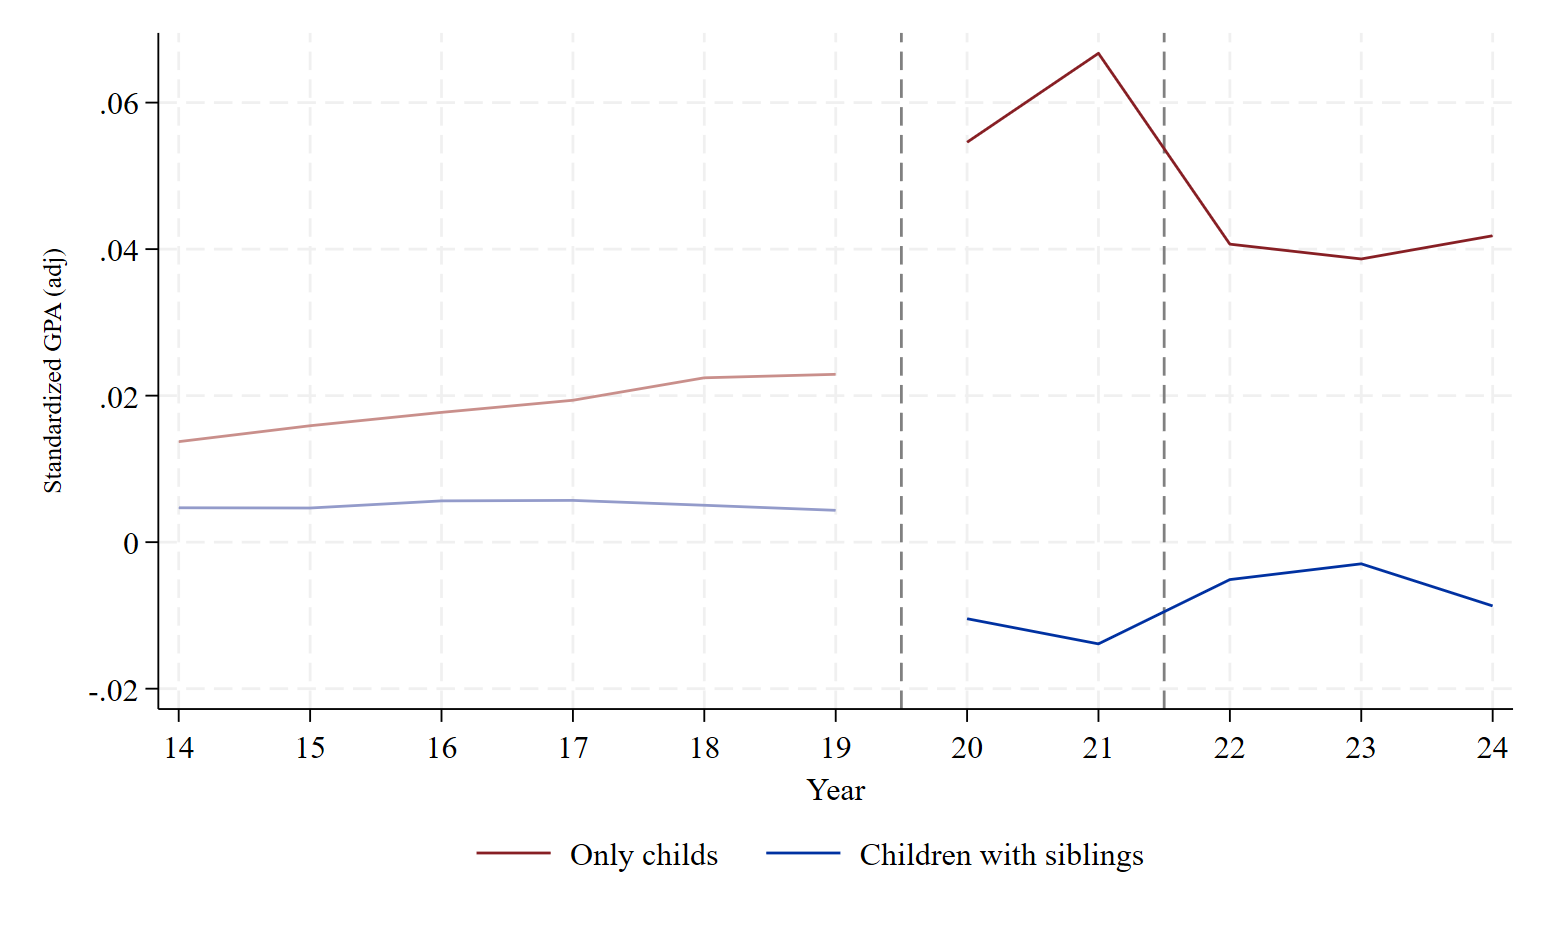 Standardized GPA (adj)
.06
.04
.02
0
-.02
14 15 16 17 18 19 20 21 22 23 24
Year
Only childs Children with siblings